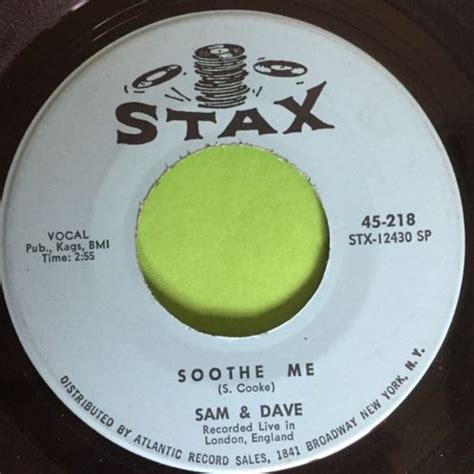 STAX
VOCAL
Pub., Kags, BMI
Time: 2:55
45-218
STX-12430 SP
SOOTHE ME
(S. Cooke)
SAM & DAVE
Recorded Live in
London, England
DISTRIBUTED BY ATLANTIC RECORD SALES, 1841 BROADWAY NEW YORK, N. Y.